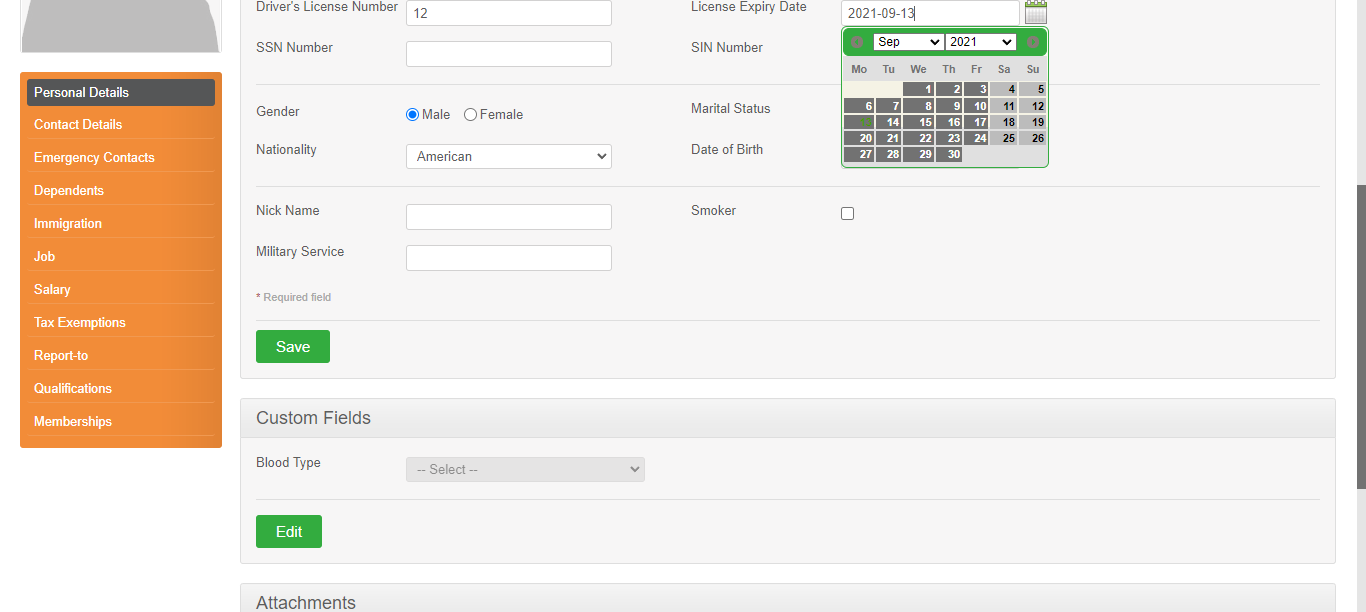 Driver's License Number 12 License Expiry Date 2021-09-13
SSN Number SIN Number
Sep 2021
Mo Tu We Th Fr Sa Su
1 2 3 4 5
6 7 8 9 10 11 12
13 14 15 16 17 18 19
20 21 22 23 24 25 26
27 28 29 30
Personal Details
Contact Details
Emergency Contacts
Dependents
Immigration
Job
Salary
Tax Exemptions
Report-to
Qualifications
Memberships
Gender Male Female Marital Status
Nationality American Date of Birth
Nick Name Smoker
Military Service
* Required field
Save
Custom Fields
Blood Type -- Select --
Edit
Attachments